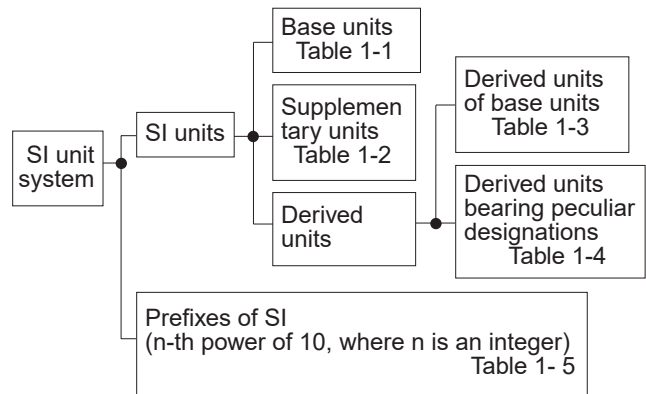 SI unit
system
SI units
Base units
Table 1-1
Supplemen
tary units
Table 1-2
Derived
units
Derived units
of base units
Table 1-3
Derived units
bearing peculiar
designations
Table 1-4
Prefixes of SI
(n-th power of 10, where n is an integer)
Table 1- 5